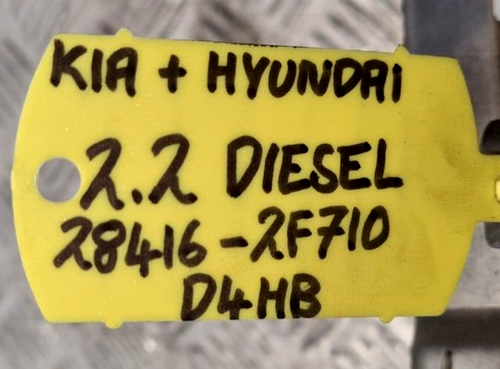 KIA + HYUNDAI
2.2 DIESEL
28416-2F710
D4HB